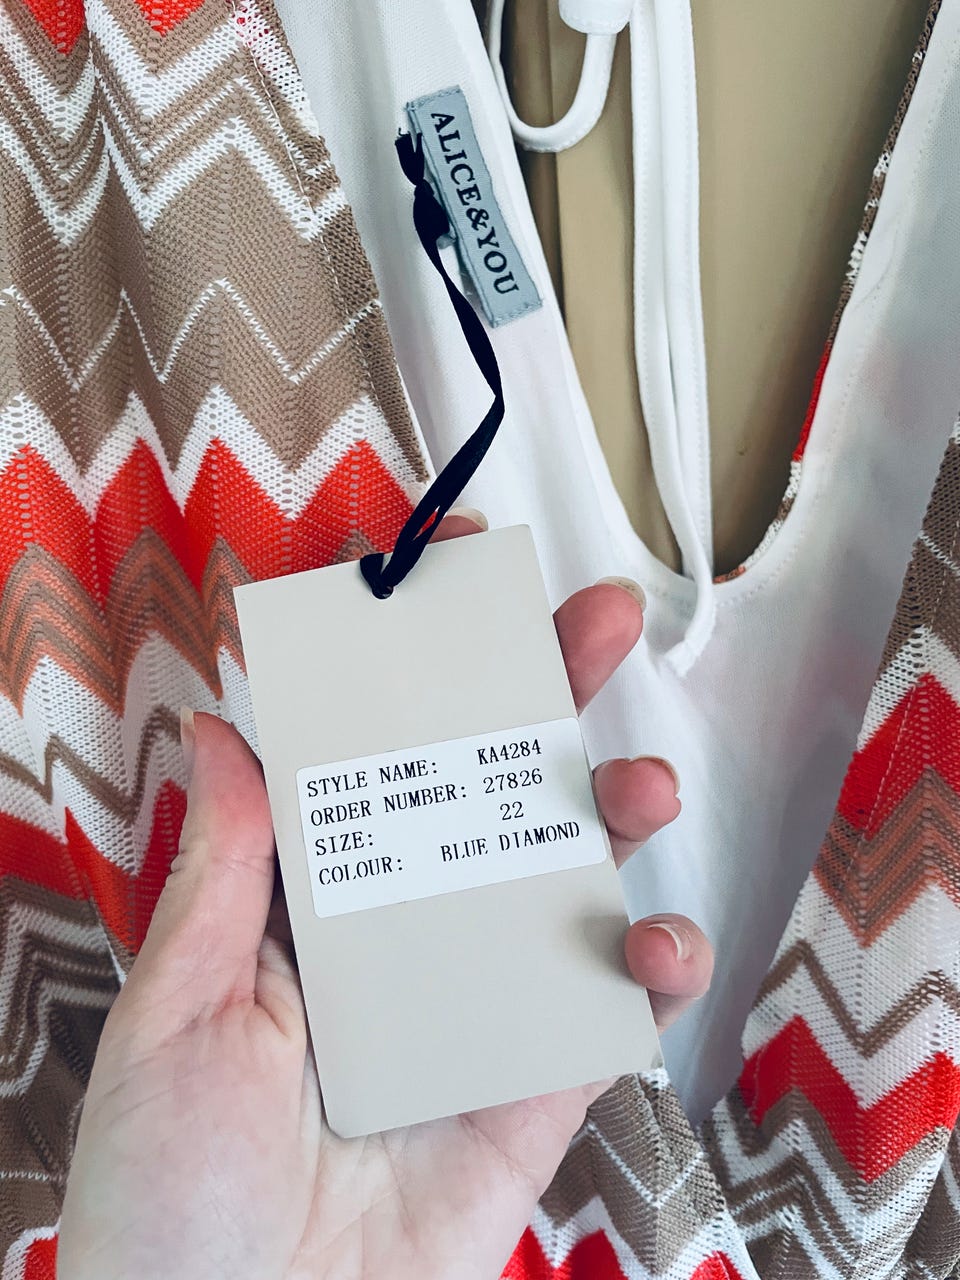 ALICE&YOU
STYLE NAME: KA4284
ORDER NUMBER: 27826
SIZE: 22
COLOUR: BLUE DIAMOND